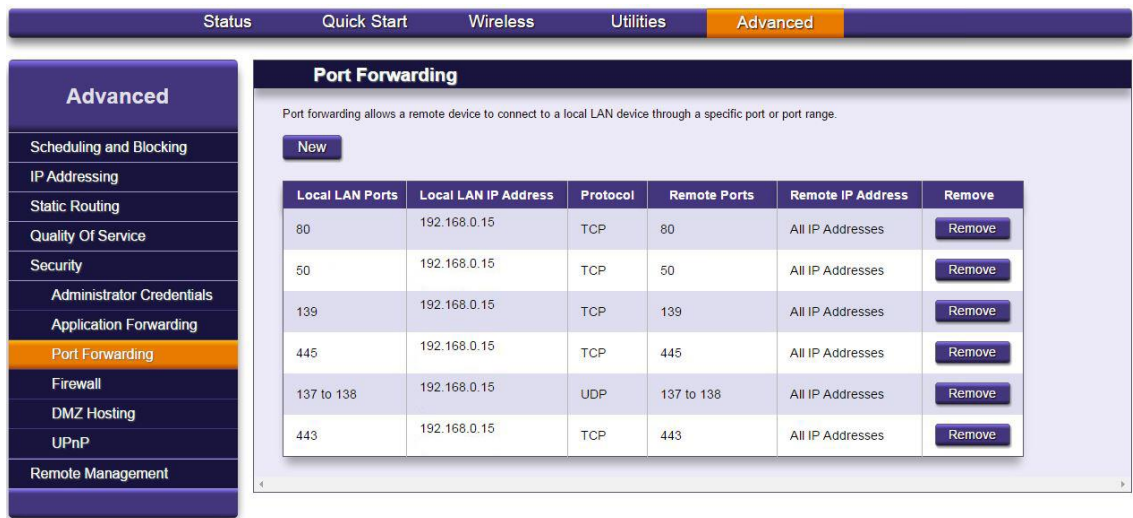 Status Quick Start Wireless Utilities Advanced
Advanced
Scheduling and Blocking
IP Addressing
Static Routing
Quality Of Service
Security
Administrator Credentials
Application Forwarding
Port Forwarding
Firewall
DMZ Hosting
UPnP
Remote Management
Port Forwarding
Port forwarding allows a remote device to connect to a local LAN device through a specific port or port range.
New
Local LAN Ports Local LAN IP Address Protocol Remote Ports Remote IP Address Remove
80 192.168.0.15 TCP 80 All IP Addresses Remove
50 192.168.0.15 TCP 50 All IP Addresses Remove
139 192.168.0.15 TCP 139 All IP Addresses Remove
445 192.168.0.15 TCP 445 All IP Addresses Remove
137 to 138 192.168.0.15 UDP 137 to 138 All IP Addresses Remove
443 192.168.0.15 TCP 443 All IP Addresses Remove